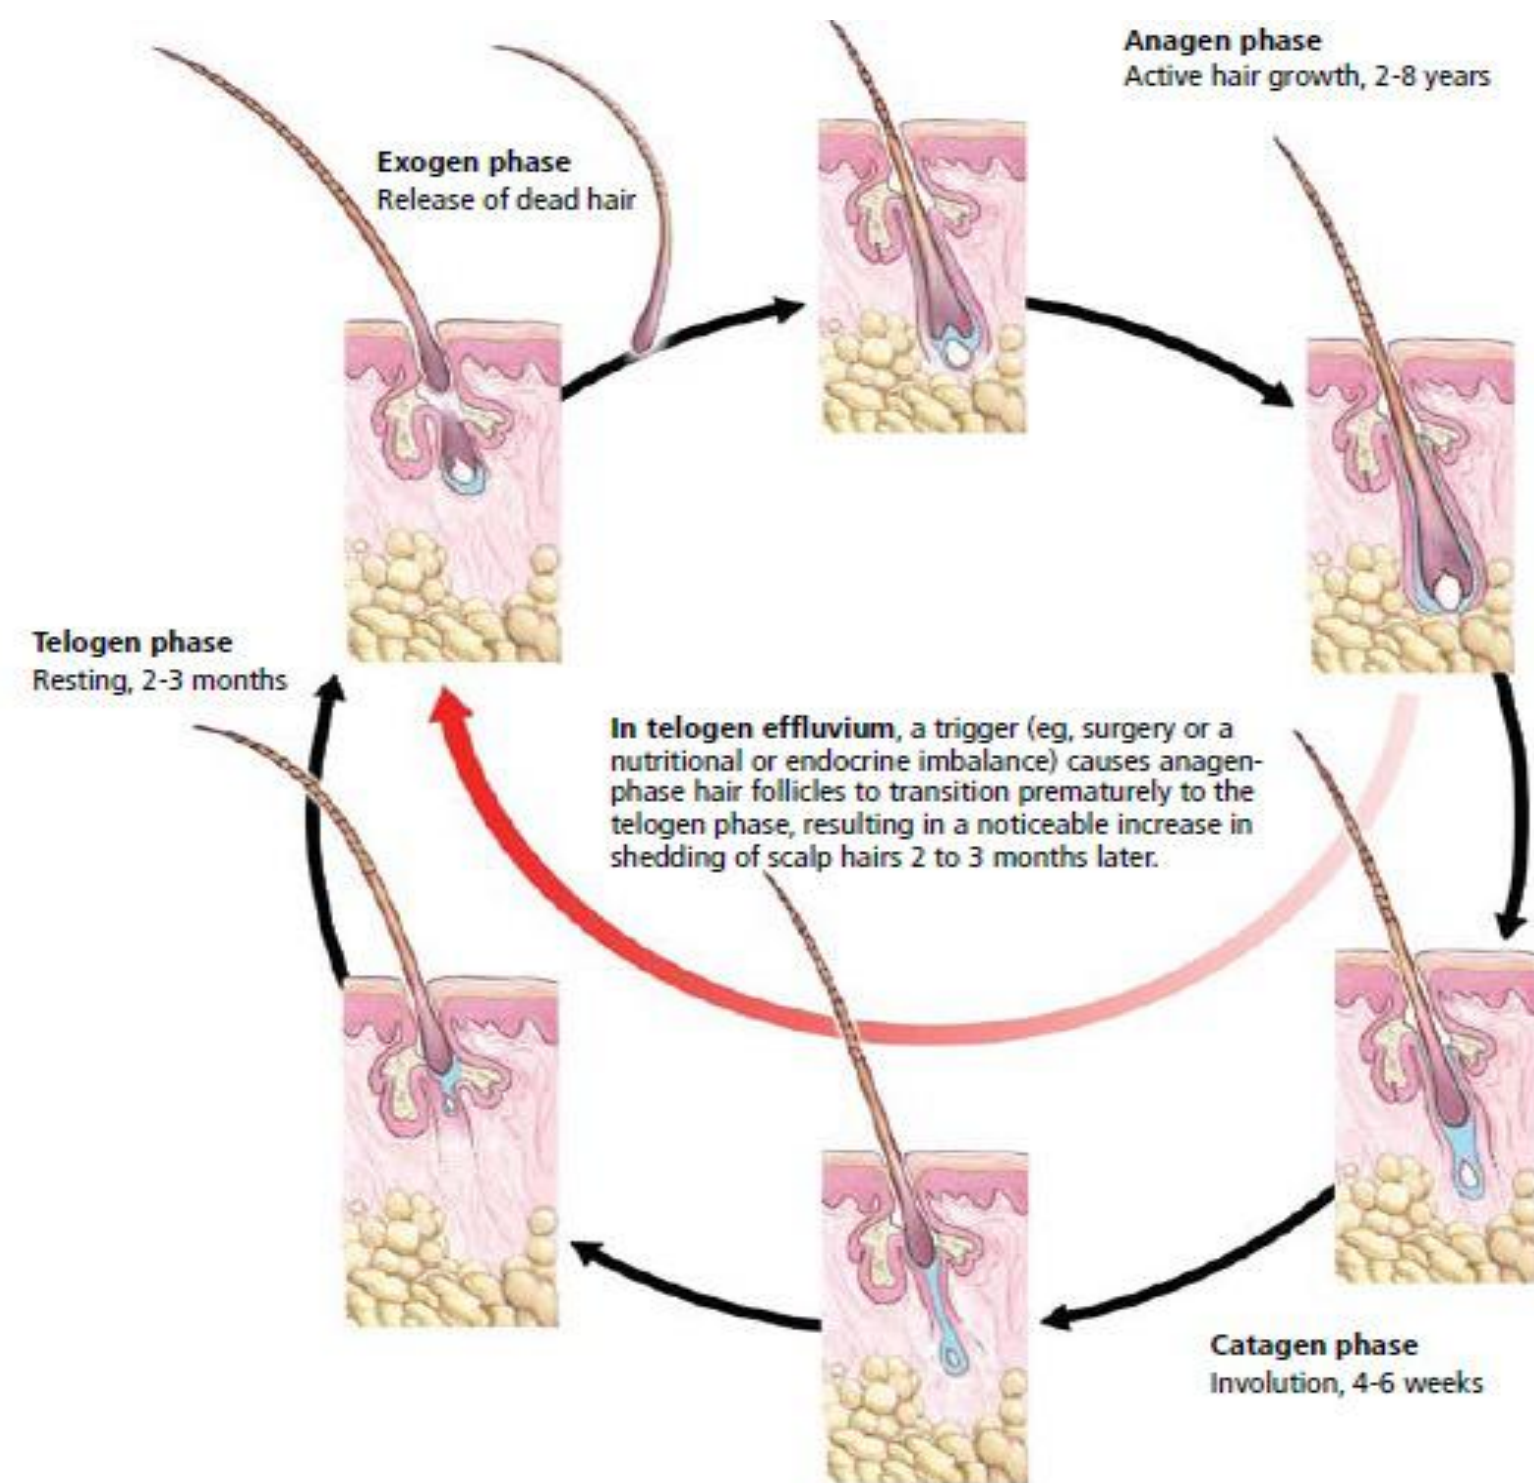 Anagen phase
Active hair growth, 2-8 years
Exogen phase
Release of dead hair
Telogen phase
Resting, 2-3 months
In telogen effluvium, a trigger (eg, surgery or a
nutritional or endocrine imbalance) causes anagen-
phase hair follicles to transition prematurely to the
telogen phase, resulting in a noticeable increase in
shedding of scalp hairs 2 to 3 months later.
Catagen phase
Involution, 4-6 weeks